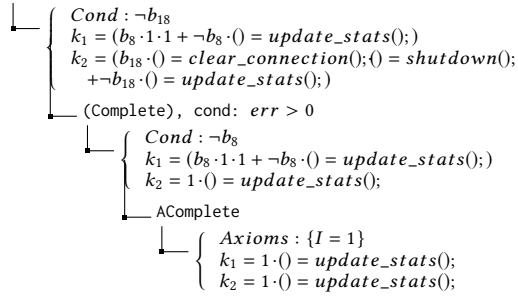 Cond : ¬b₁₈
k₁ = (b₈·1·1 + ¬b₈·() = update_stats();)
k₂ = (b₁₈·() = clear_connection();·() = shutdown();
+¬b₁₈·() = update_stats();)
(Complete), cond: err > 0
Cond : ¬b₈
k₁ = (b₈·1·1 + ¬b₈·() = update_stats();)
k₂ = 1·() = update_stats();
AComplete
Axioms : {I = 1}
k₁ = 1·() = update_stats();
k₂ = 1·() = update_stats();